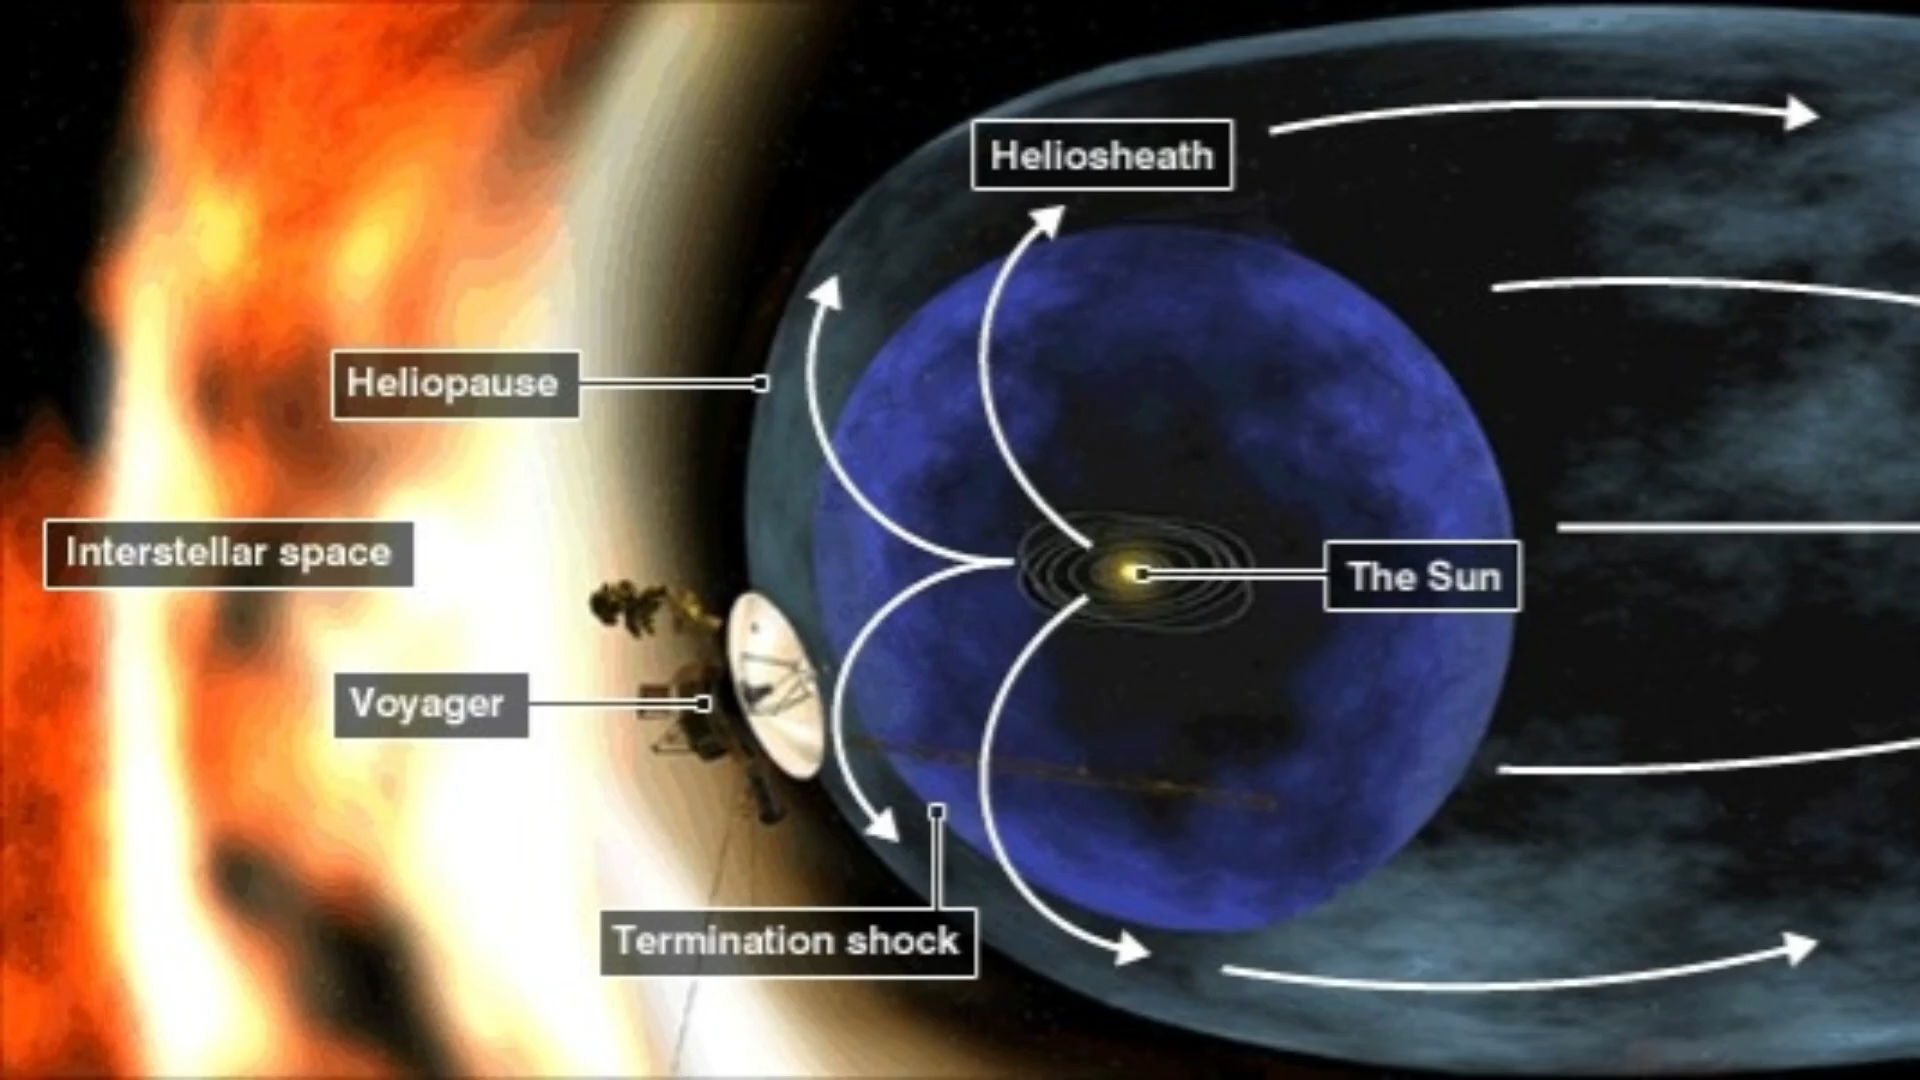 Heliosheath
Heliopause
Interstellar space
The Sun
Voyager
Termination shock